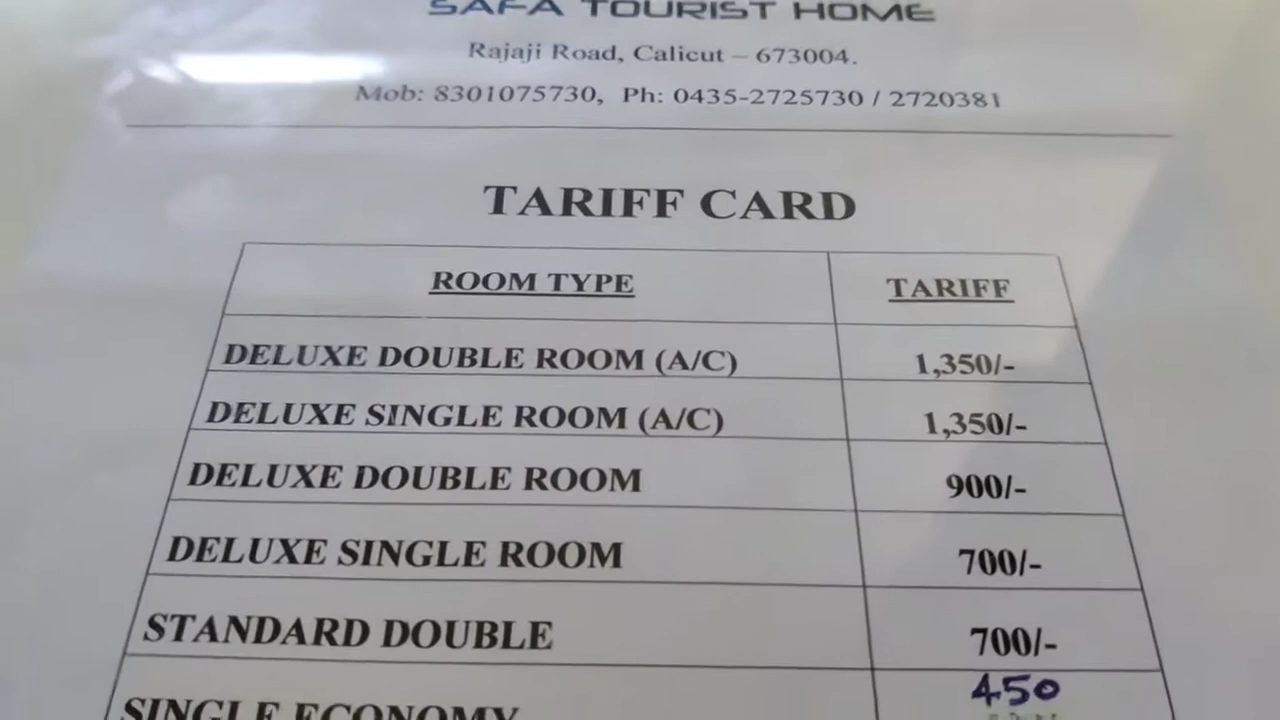 SAFA TOURIST HOME
Rajaji Road, Calicut – 673004.
Mob: 8301075730, Ph: 0435-2725730 / 2720381
TARIFF CARD
ROOM TYPE TARIFF
DELUXE DOUBLE ROOM (A/C) 1,350/-
DELUXE SINGLE ROOM (A/C) 1,350/-
DELUXE DOUBLE ROOM 900/-
DELUXE SINGLE ROOM 700/-
STANDARD DOUBLE 700/-
SINGLE ECONOMY 450